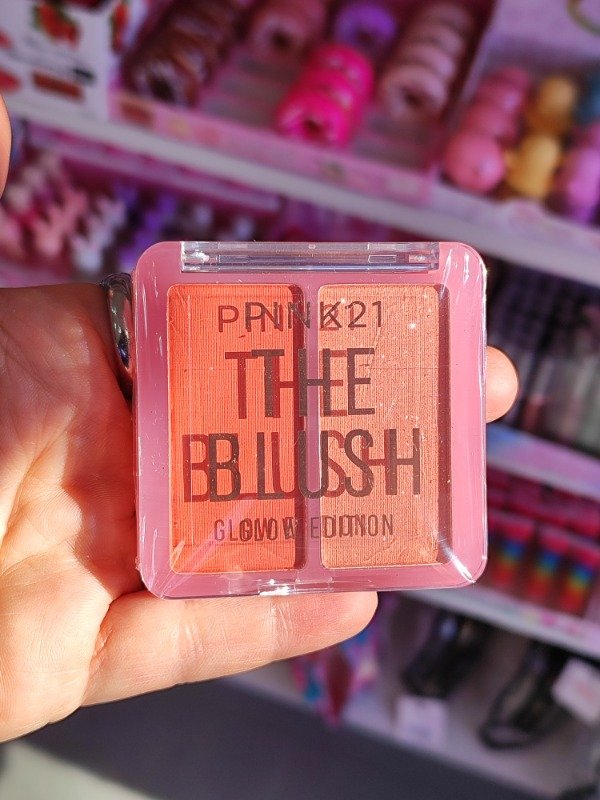 PINK21
THE
BLUSH
GLOW EDITION